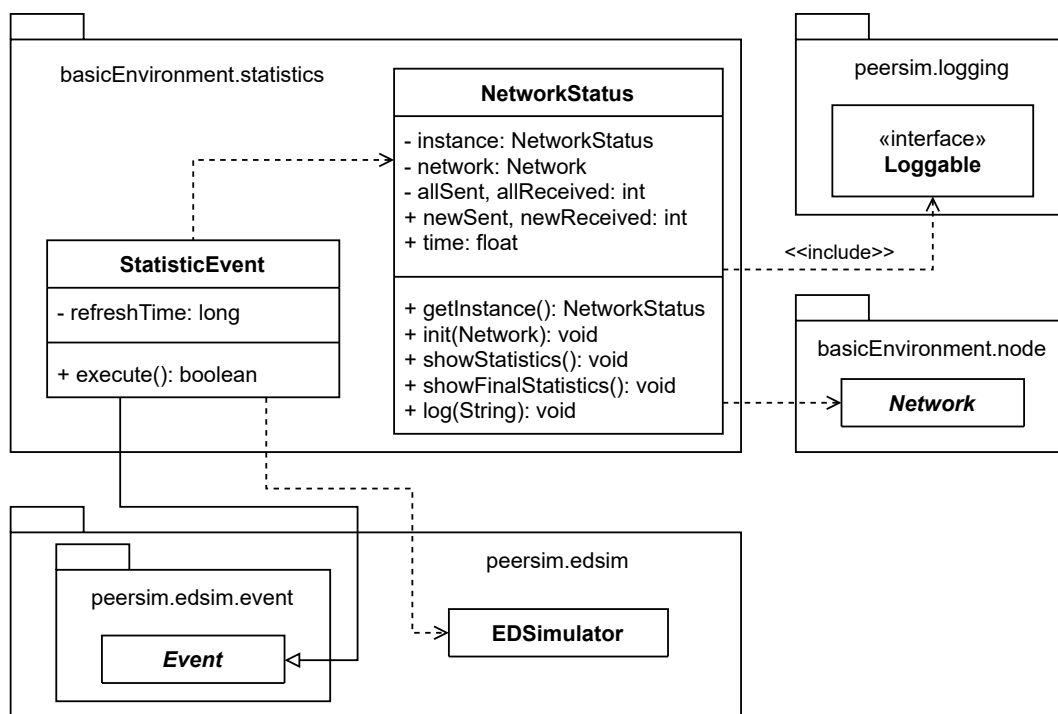 basicEnvironment.statistics
NetworkStatus
- instance: NetworkStatus
- network: Network
- allSent, allReceived: int
+ newSent, newReceived: int
+ time: float
+ getInstance(): NetworkStatus
+ init(Network): void
+ showStatistics(): void
+ showFinalStatistics(): void
+ log(String): void
StatisticEvent
- refreshTime: long
+ execute(): boolean
peersim.logging
«interface»
Loggable
<<include>>
basicEnvironment.node
Network
peersim.edsim
peersim.edsim.event
Event
EDSimulator